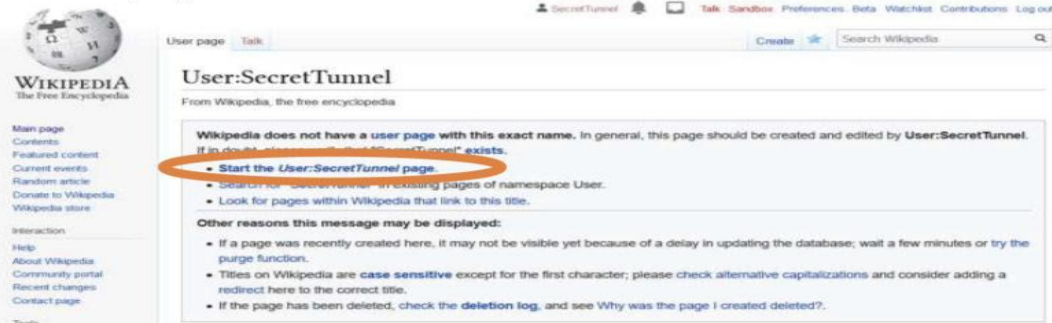 SecretTunnel Talk Sandbox Preferences Beta Watchlist Contributions Log out
User page Talk Create Search Wikipedia
WIKIPEDIA
The Free Encyclopedia
User:SecretTunnel
From Wikipedia, the free encyclopedia
Main page
Contents
Featured content
Current events
Random article
Donate to Wikipedia
Wikipedia store
Interaction
Help
About Wikipedia
Community portal
Recent changes
Contact page
Wikipedia does not have a user page with this exact name. In general, this page should be created and edited by User:SecretTunnel.
If in doubt, "SecretTunnel" exists.
• Start the User:SecretTunnel page.
• Search for "SecretTunnel" in existing pages of namespace User.
• Look for pages within Wikipedia that link to this title.
Other reasons this message may be displayed:
• If a page was recently created here, it may not be visible yet because of a delay in updating the database; wait a few minutes or try the
purge function.
• Titles on Wikipedia are case sensitive except for the first character; please check alternative capitalizations and consider adding a
redirect here to the correct title.
• If the page has been deleted, check the deletion log, and see Why was the page I created deleted?.